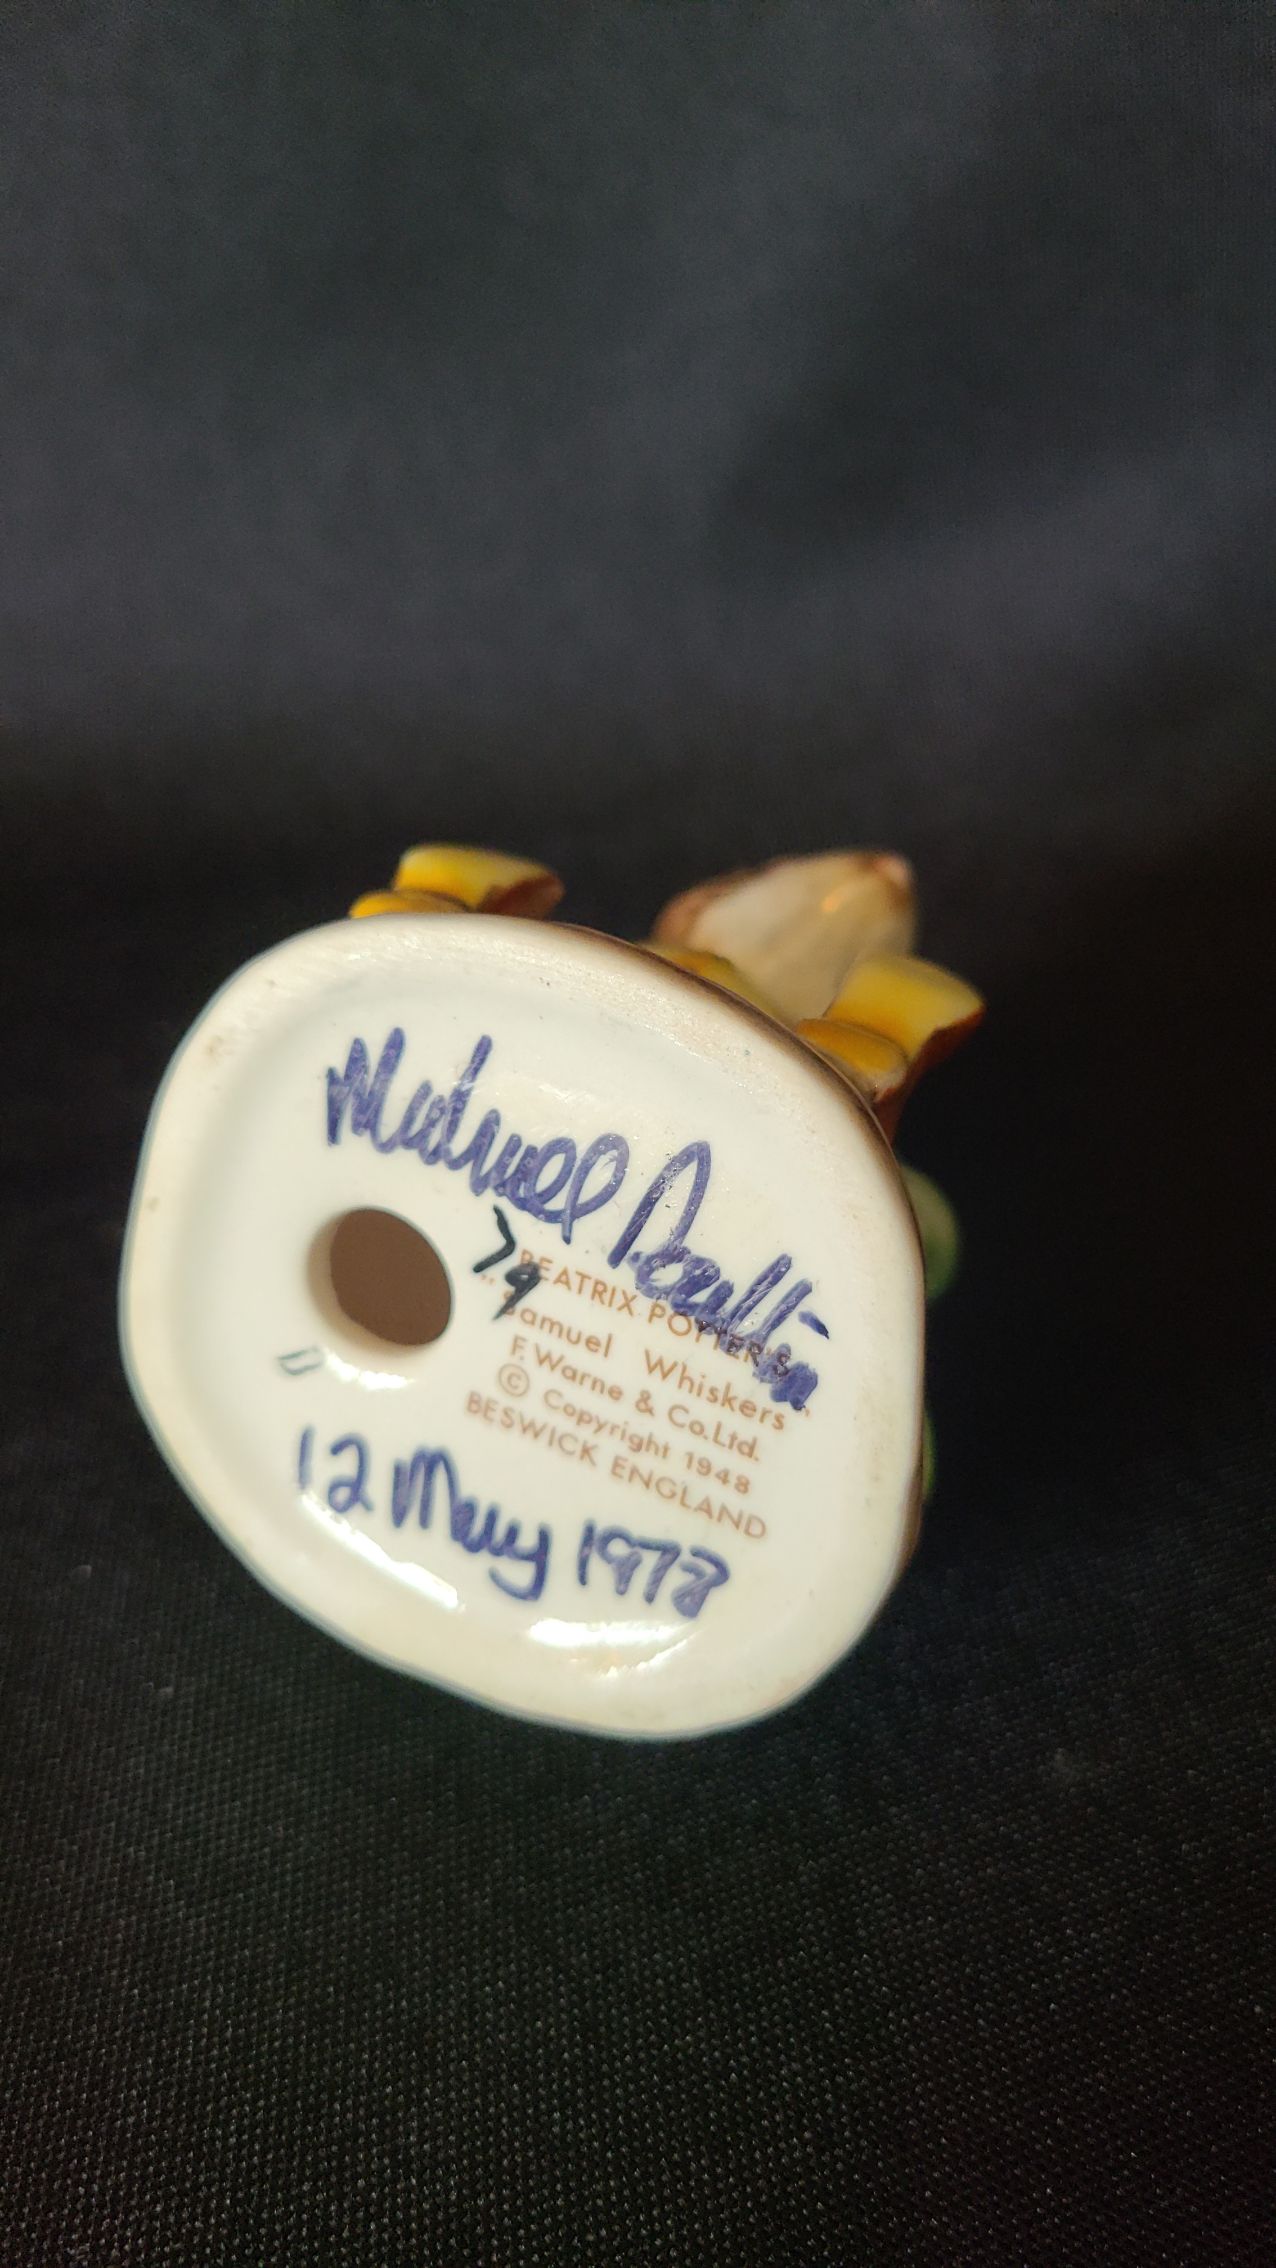 Michael Doulton
79
BEATRIX POTTER'S
"Samuel Whiskers"
F. Warne & Co. Ltd.
© Copyright 1948
BESWICK ENGLAND
12 May 1978